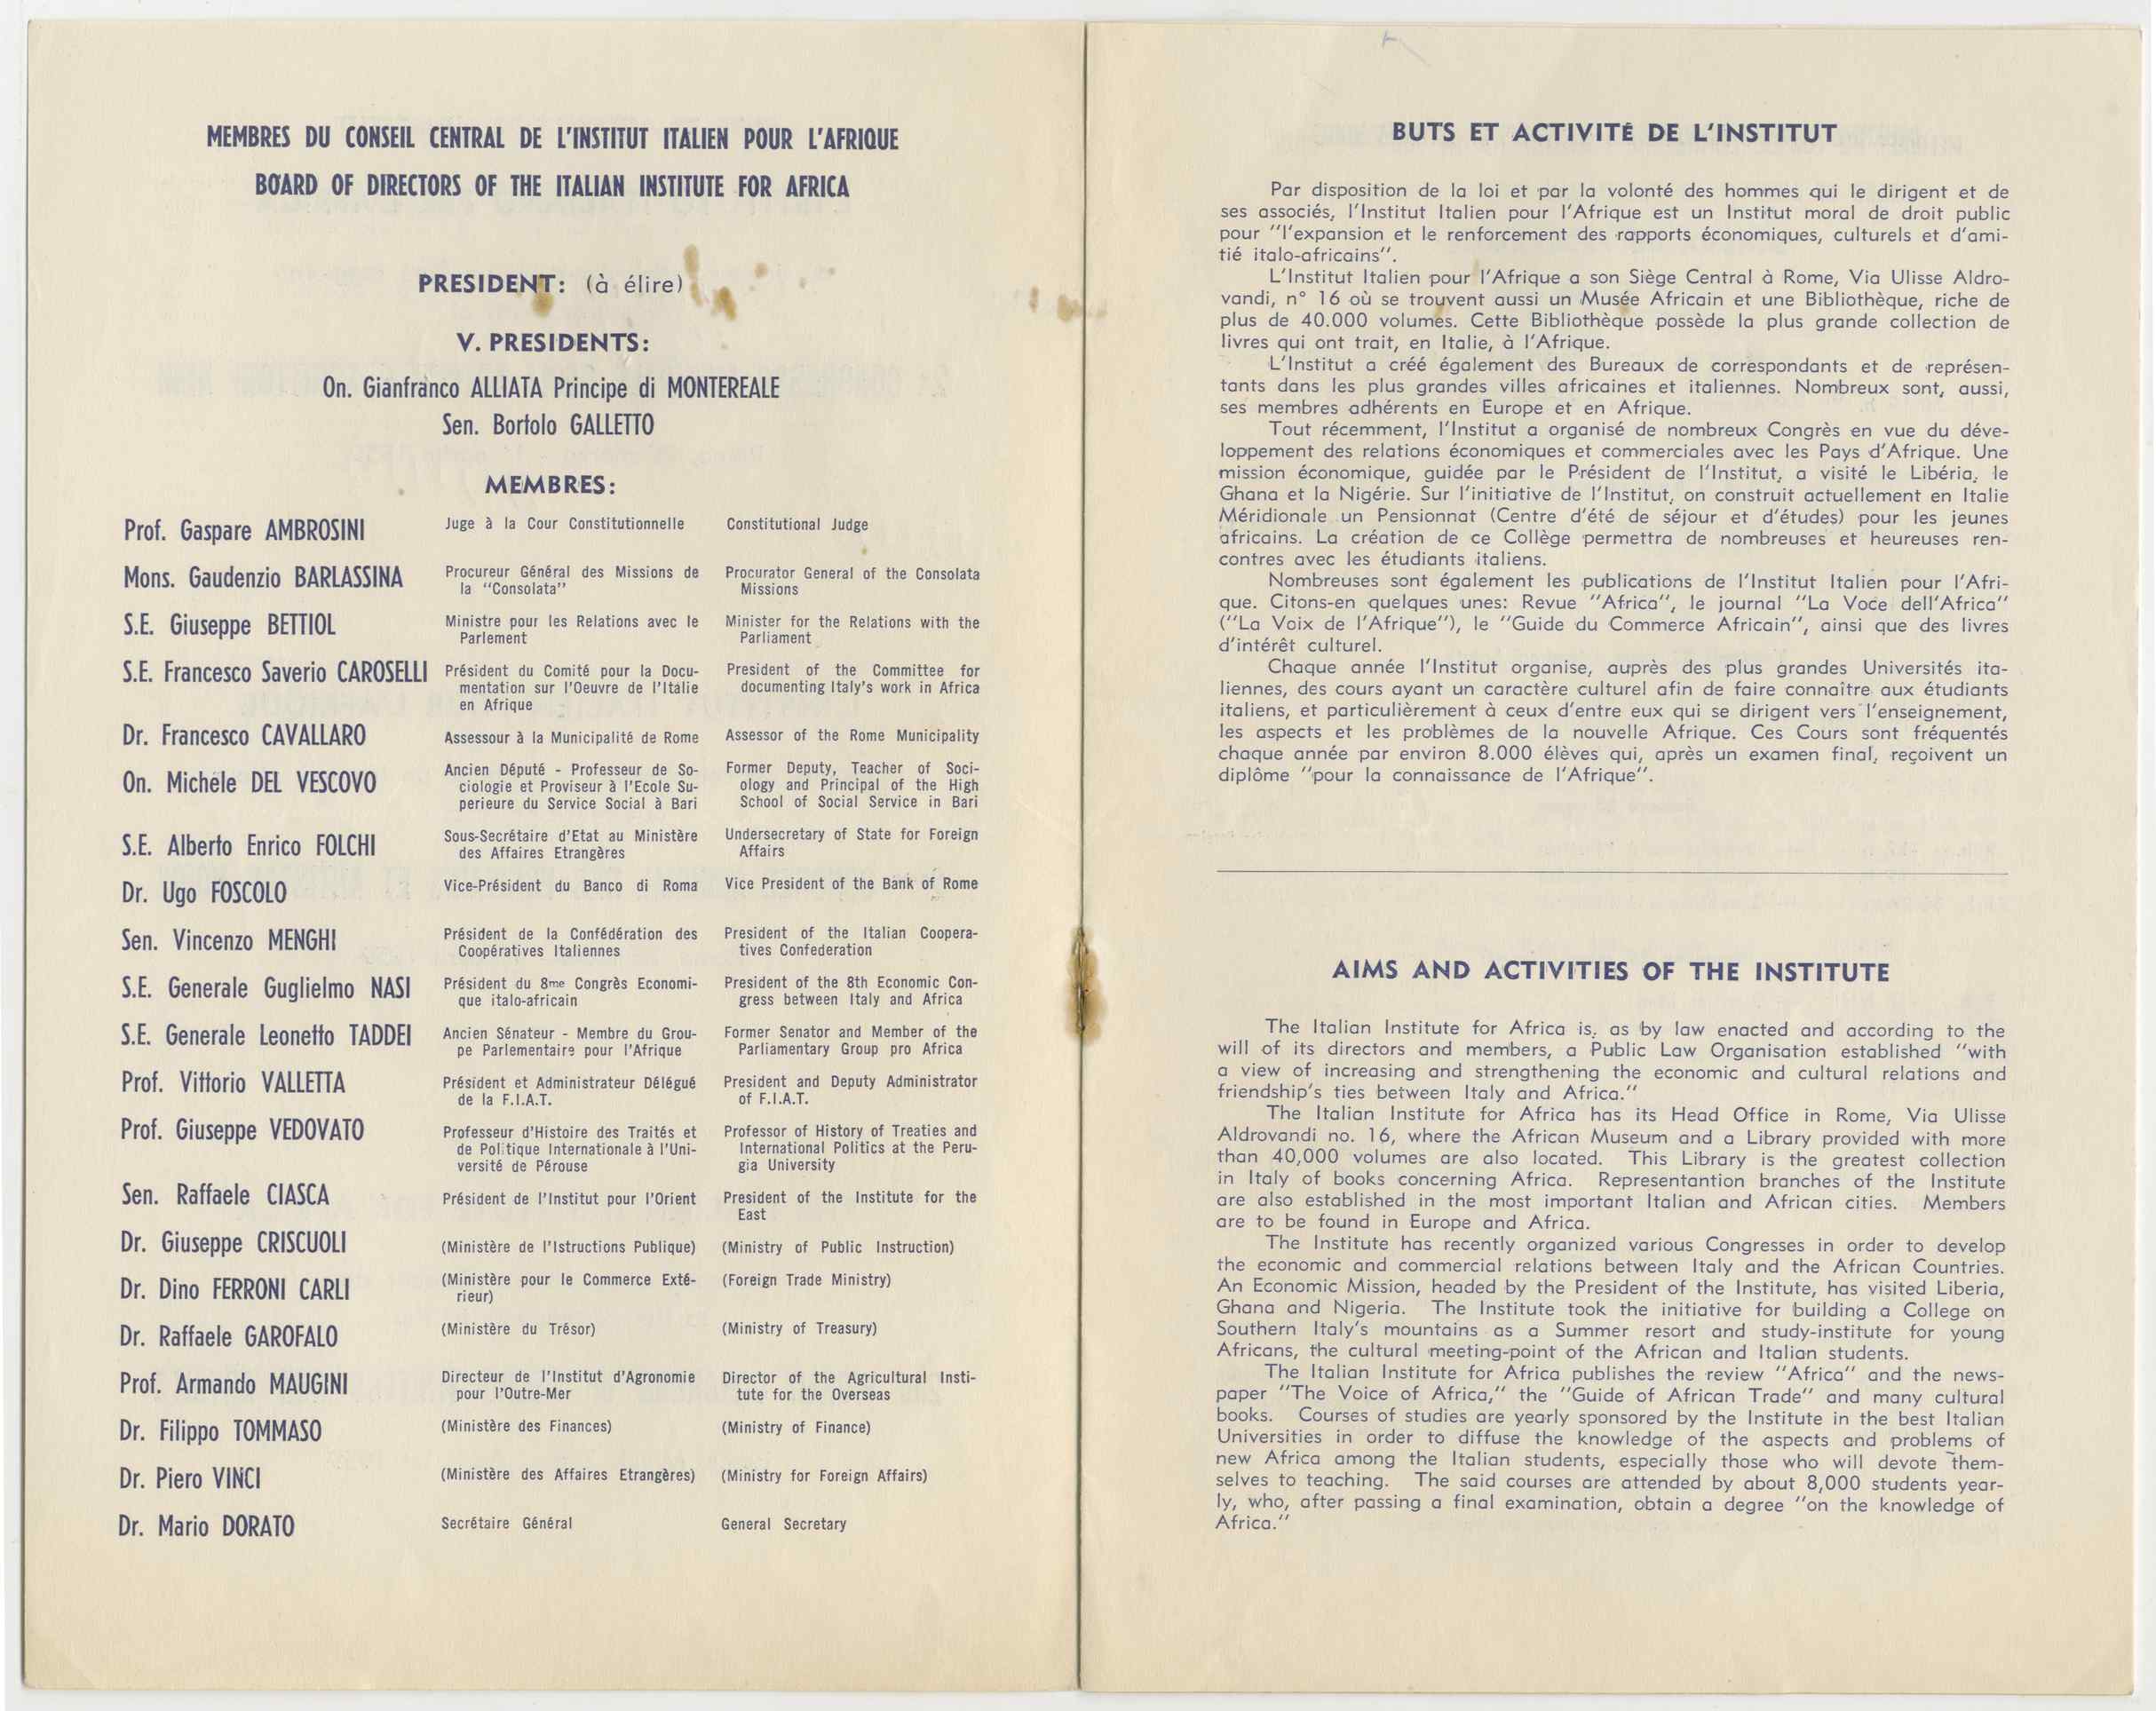 MEMBRES DU CONSEIL CENTRAL DE L'INSTITUT ITALIEN POUR L'AFRIQUE
BOARD OF DIRECTORS OF THE ITALIAN INSTITUTE FOR AFRICA
PRESIDENT: (à élire)
V. PRESIDENTS:
On. Gianfranco ALLIATA Principe di MONTEREALE
Sen. Bortolo GALLETTO
MEMBRES:
Prof. Gaspare AMBROSINI Juge à la Cour Constitutionnelle Constitutional Judge
Mons. Gaudenzio BARLASSINA Procureur Général des Missions de Procurator General of the Consolata
la "Consolata" Missions
S.E. Giuseppe BETTIOL Ministre pour les Relations avec le Minister for the Relations with the
Parlement Parliament
S.E. Francesco Saverio CAROSELLI Président du Comité pour la Docu- President of the Committee for
mentation sur l'Oeuvre de l'Italie documenting Italy's work in Africa
en Afrique
Dr. Francesco CAVALLARO Assessour à la Municipalité de Rome Assessor of the Rome Municipality
On. Michele DEL VESCOVO Ancien Député - Professeur de So- Former Deputy, Teacher of Soci-
ciologie et Proviseur à l'Ecole Su- ology and Principal of the High
perieure du Service Social à Bari School of Social Service in Bari
S.E. Alberto Enrico FOLCHI Sous-Secrétaire d'Etat au Ministère Undersecretary of State for Foreign
des Affaires Etrangères Affairs
Dr. Ugo FOSCOLO Vice-Président du Banco di Roma Vice President of the Bank of Rome
Sen. Vincenzo MENGHI Président de la Confédération des President of the Italian Coopera-
Coopératives Italiennes tives Confederation
S.E. Generale Guglielmo NASI Président du 8me Congrès Economi- President of the 8th Economic Con-
que italo-africain gress between Italy and Africa
S.E. Generale Leonetto TADDEI Ancien Sénateur - Membre du Grou- Former Senator and Member of the
pe Parlementaire pour l'Afrique Parliamentary Group pro Africa
Prof. Vittorio VALLETTA Président et Administrateur Délégué President and Deputy Administrator
de la F.I.A.T. of F.I.A.T.
Prof. Giuseppe VEDOVATO Professeur d'Histoire des Traités et Professor of History of Treaties and
de Politique Internationale à l'Uni- International Politics at the Peru-
versité de Pérouse gia University
Sen. Raffaele CIASCA Président de l'Institut pour l'Orient President of the Institute for the
East
Dr. Giuseppe CRISCUOLI (Ministère de l'Istructions Publique) (Ministry of Public Instruction)
Dr. Dino FERRONI CARLI (Ministère pour le Commerce Exté- (Foreign Trade Ministry)
rieur)
Dr. Raffaele GAROFALO (Ministère du Trésor) (Ministry of Treasury)
Prof. Armando MAUGINI Directeur de l'Institut d'Agronomie Director of the Agricultural Insti-
pour l'Outre-Mer tute for the Overseas
Dr. Filippo TOMMASO (Ministère des Finances) (Ministry of Finance)
Dr. Piero VINCI (Ministère des Affaires Etrangères) (Ministry for Foreign Affairs)
Dr. Mario DORATO Secrétaire Général General Secretary
BUTS ET ACTIVITÉ DE L'INSTITUT
Par disposition de la loi et par la volonté des hommes qui le dirigent et de
ses associés, l'Institut Italien pour l'Afrique est un Institut moral de droit public
pour "l'expansion et le renforcement des rapports économiques, culturels et d'ami-
tié italo-africains".
L'Institut Italien pour l'Afrique a son Siège Central à Rome, Via Ulisse Aldro-
vandi, n° 16 où se trouvent aussi un Musée Africain et une Bibliothèque, riche de
plus de 40.000 volumes. Cette Bibliothèque possède la plus grande collection de
livres qui ont trait, en Italie, à l'Afrique.
L'Institut a créé également des Bureaux de correspondants et de représen-
tants dans les plus grandes villes africaines et italiennes. Nombreux sont, aussi,
ses membres adhérents en Europe et en Afrique.
Tout récemment, l'Institut a organisé de nombreux Congrès en vue du déve-
loppement des relations économiques et commerciales avec les Pays d'Afrique. Une
mission économique, guidée par le Président de l'Institut, a visité le Libéria, le
Ghana et la Nigérie. Sur l'initiative de l'Institut, on construit actuellement en Italie
Méridionale un Pensionnat (Centre d'été de séjour et d'études) pour les jeunes
africains. La création de ce Collège permettra de nombreuses et heureuses ren-
contres avec les étudiants italiens.
Nombreuses sont également les publications de l'Institut Italien pour l'Afri-
que. Citons-en quelques unes: Revue "Africa", le journal "La Voce dell'Africa"
("La Voix de l'Afrique"), le "Guide du Commerce Africain", ainsi que des livres
d'intérêt culturel.
Chaque année l'Institut organise, auprès des plus grandes Universités ita-
liennes, des cours ayant un caractère culturel afin de faire connaître aux étudiants
italiens, et particulièrement à ceux d'entre eux qui se dirigent vers l'enseignement,
les aspects et les problèmes de la nouvelle Afrique. Ces Cours sont fréquentés
chaque année par environ 8.000 élèves qui, après un examen final, reçoivent un
diplôme "pour la connaissance de l'Afrique".
AIMS AND ACTIVITIES OF THE INSTITUTE
The Italian Institute for Africa is, as by law enacted and according to the
will of its directors and members, a Public Law Organisation established "with
a view of increasing and strengthening the economic and cultural relations and
friendship's ties between Italy and Africa."
The Italian Institute for Africa has its Head Office in Rome, Via Ulisse
Aldrovandi no. 16, where the African Museum and a Library provided with more
than 40,000 volumes are also located. This Library is the greatest collection
in Italy of books concerning Africa. Representantion branches of the Institute
are also established in the most important Italian and African cities. Members
are to be found in Europe and Africa.
The Institute has recently organized various Congresses in order to develop
the economic and commercial relations between Italy and the African Countries.
An Economic Mission, headed by the President of the Institute, has visited Liberia,
Ghana and Nigeria. The Institute took the initiative for building a College on
Southern Italy's mountains as a Summer resort and study-institute for young
Africans, the cultural meeting-point of the African and Italian students.
The Italian Institute for Africa publishes the review "Africa" and the news-
paper "The Voice of Africa," the "Guide of African Trade" and many cultural
books. Courses of studies are yearly sponsored by the Institute in the best Italian
Universities in order to diffuse the knowledge of the aspects and problems of
new Africa among the Italian students, especially those who will devote them-
selves to teaching. The said courses are attended by about 8,000 students year-
ly, who, after passing a final examination, obtain a degree "on the knowledge of
Africa."